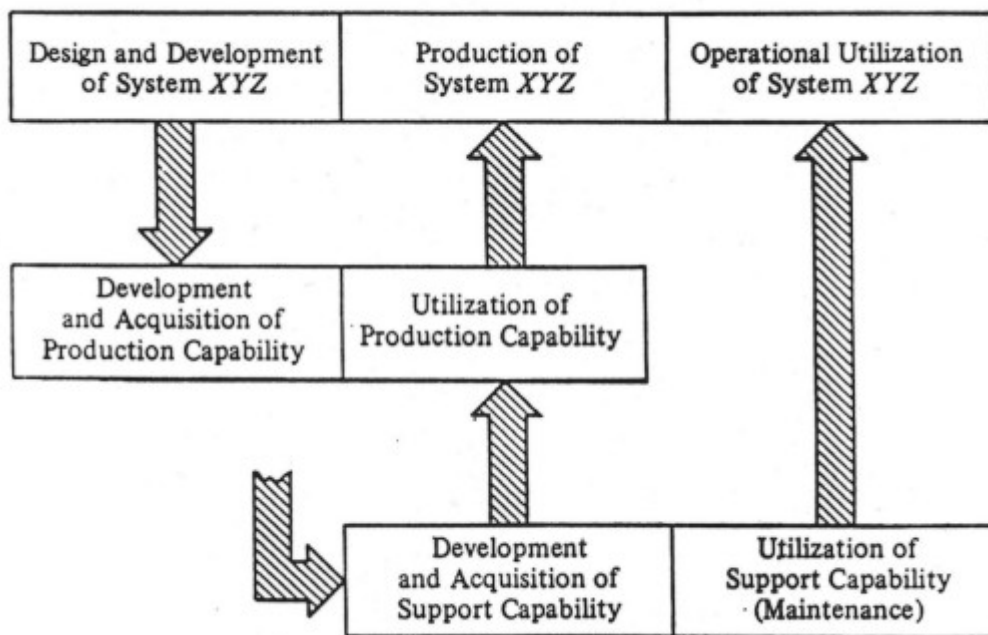 Design and Development
of System XYZ
Production of
System XYZ
Operational Utilization
of System XYZ
Development
and Acquisition of
Production Capability
Utilization of
Production Capability
Development
and Acquisition of
Support Capability
Utilization of
Support Capability
(Maintenance)